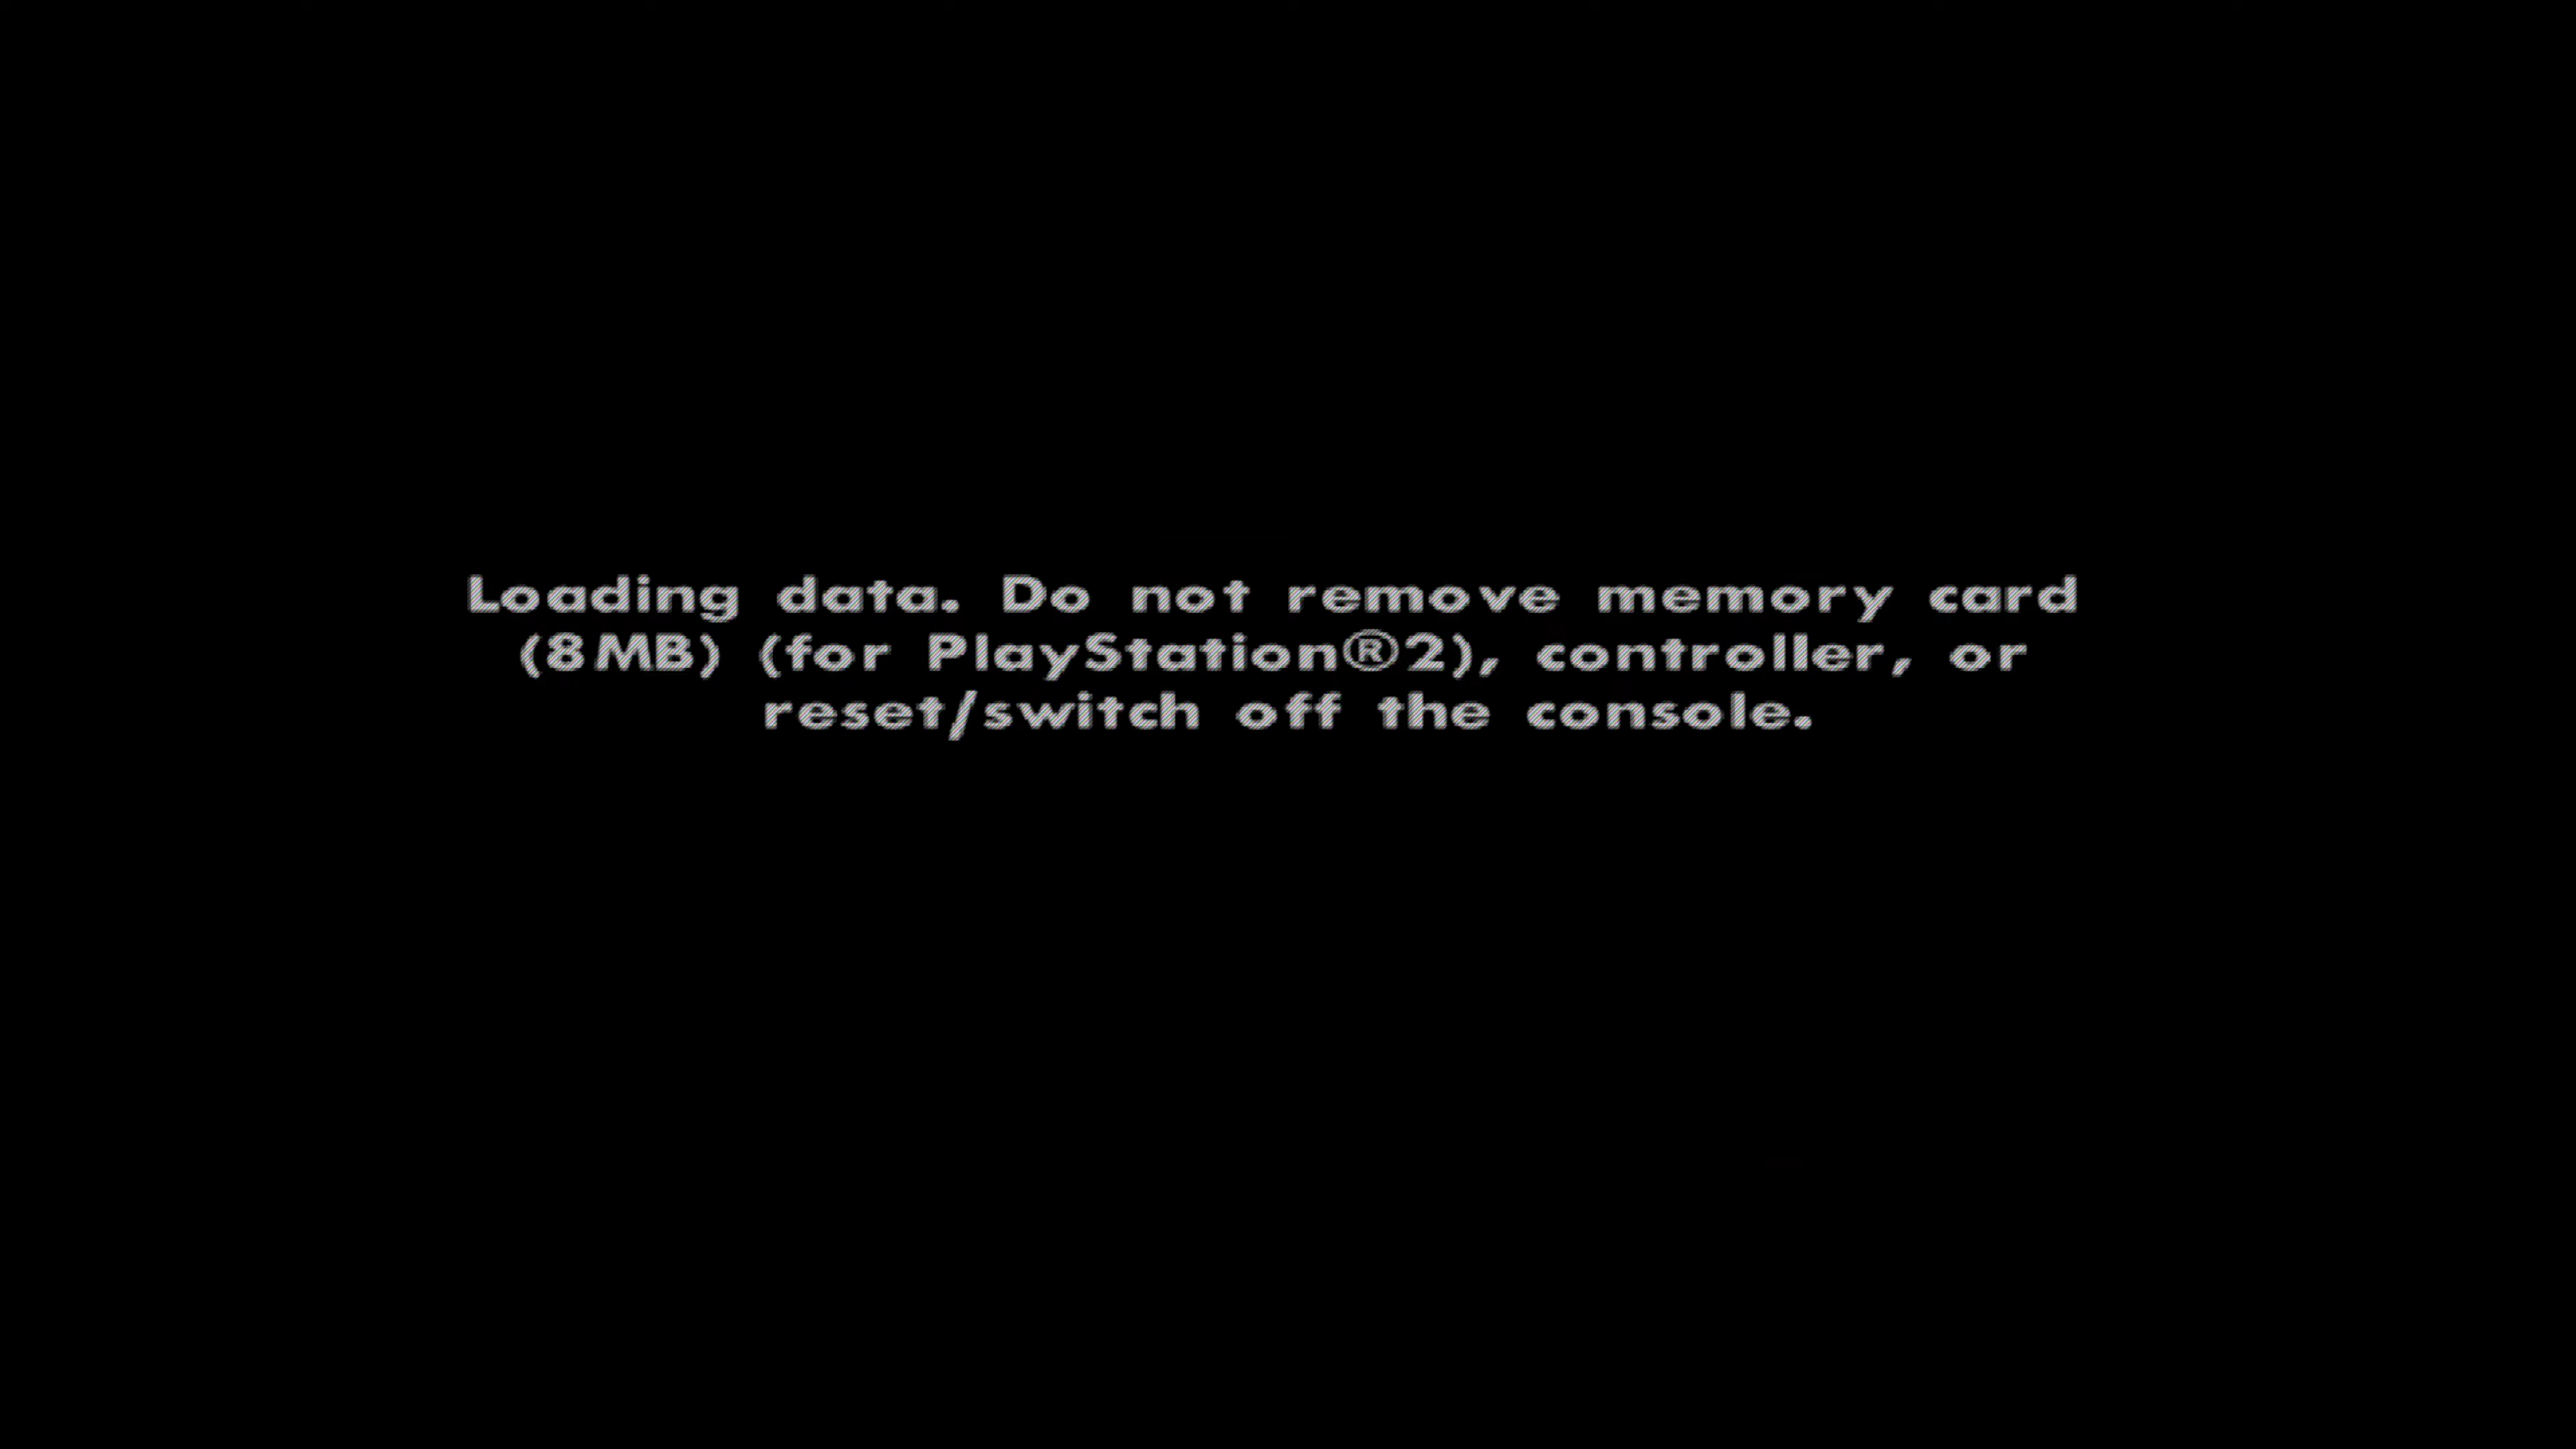 Loading data. Do not remove memory card
(8MB) (for PlayStation®2), controller, or
reset/switch off the console.